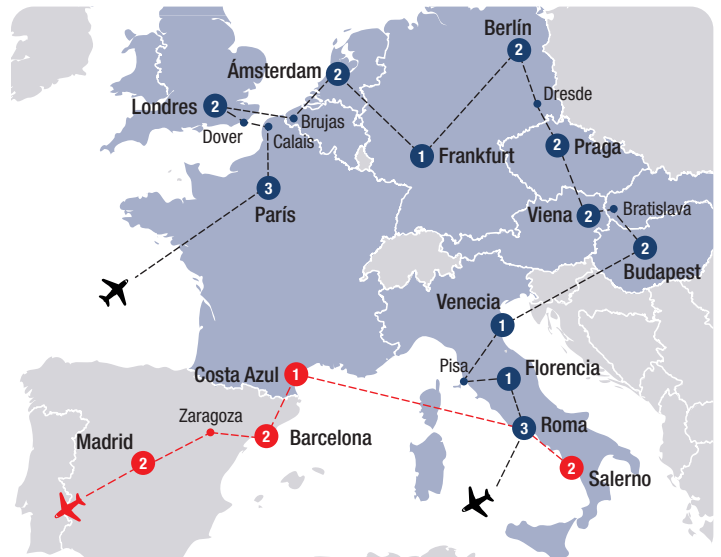 Berlín
2
Ámsterdam
2
Dresde
Londres
2
Brujas
Dover
Calais
1
Frankfurt
2
Praga
3
París
Viena
2
Bratislava
2
Budapest
Venecia
1
Pisa
Florencia
1
Costa Azul
1
Zaragoza
Roma
3
Madrid
2
2
Barcelona
2
Salerno